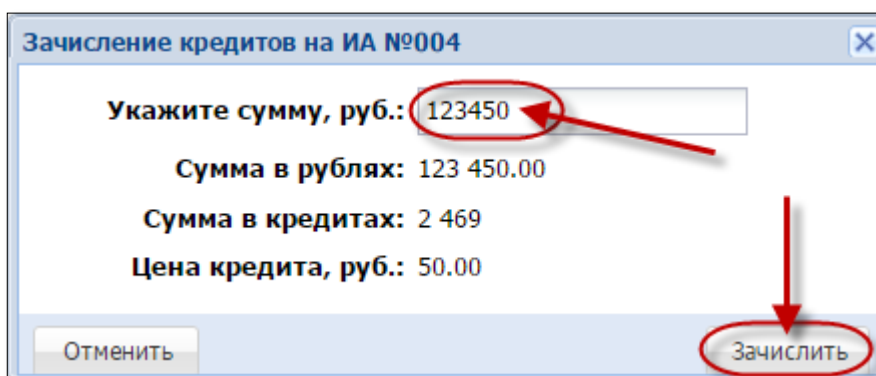 Зачисление кредитов на ИА №004
Укажите сумму, руб.: 123450
Сумма в рублях: 123 450.00
Сумма в кредитах: 2 469
Цена кредита, руб.: 50.00
Отменить Зачислить